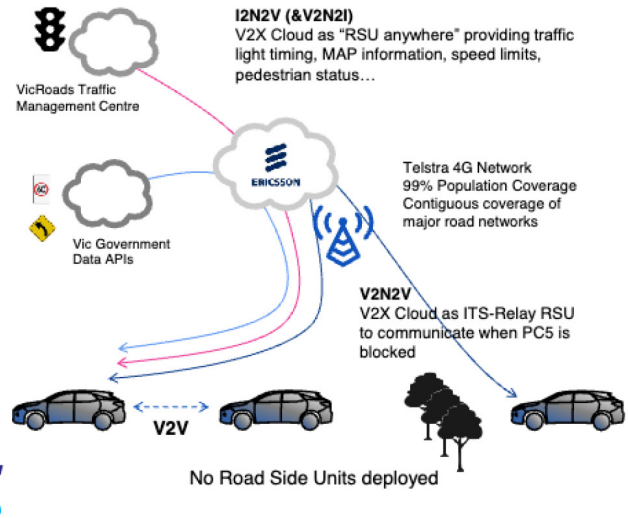 I2N2V (&V2N2I)
V2X Cloud as “RSU anywhere” providing traffic
light timing, MAP information, speed limits,
pedestrian status…
VicRoads Traffic
Management Centre
ERICSSON
Telstra 4G Network
99% Population Coverage
Contiguous coverage of
major road networks
Vic Government
Data APIs
V2N2V
V2X Cloud as ITS-Relay RSU
to communicate when PC5 is
blocked
V2V
No Road Side Units deployed